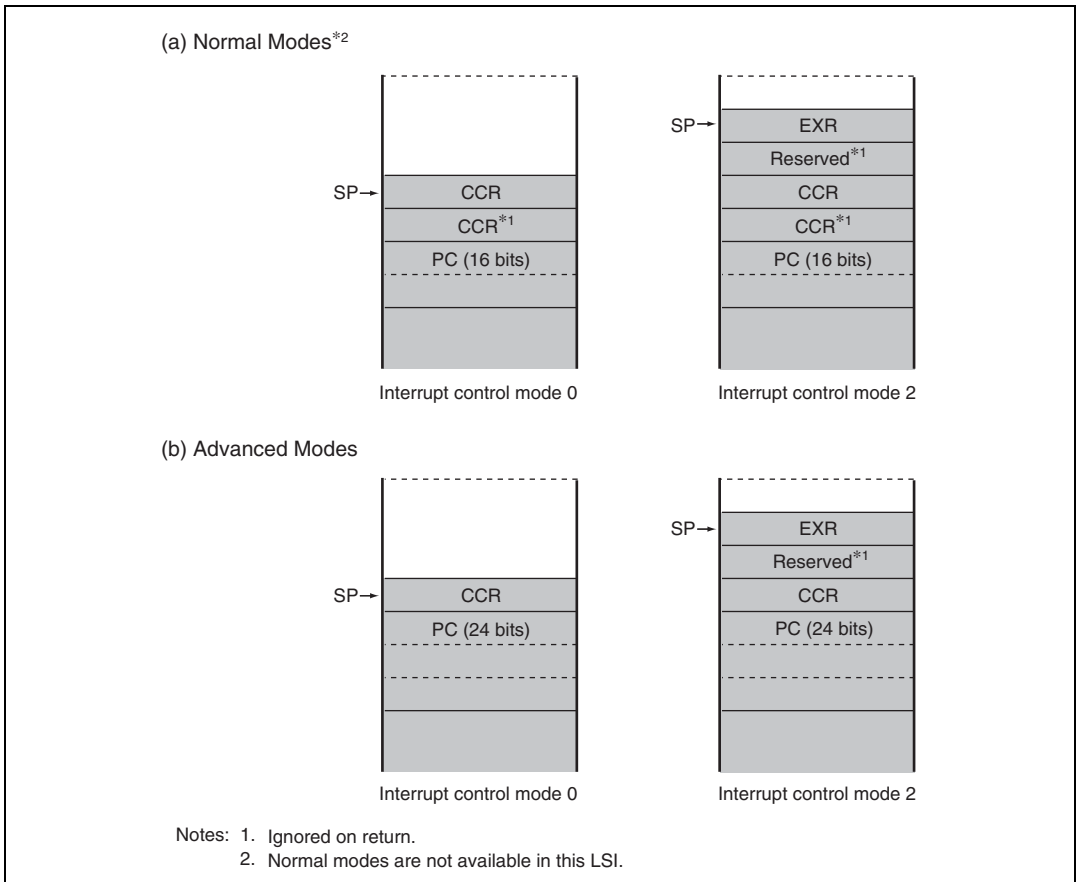 (a) Normal Modes*2
SP
CCR
CCR*1
PC (16 bits)
Interrupt control mode 0
SP
EXR
Reserved*1
CCR
CCR*1
PC (16 bits)
Interrupt control mode 2
(b) Advanced Modes
SP
CCR
PC (24 bits)
Interrupt control mode 0
SP
EXR
Reserved*1
CCR
PC (24 bits)
Interrupt control mode 2
Notes: 1. Ignored on return.
2. Normal modes are not available in this LSI.